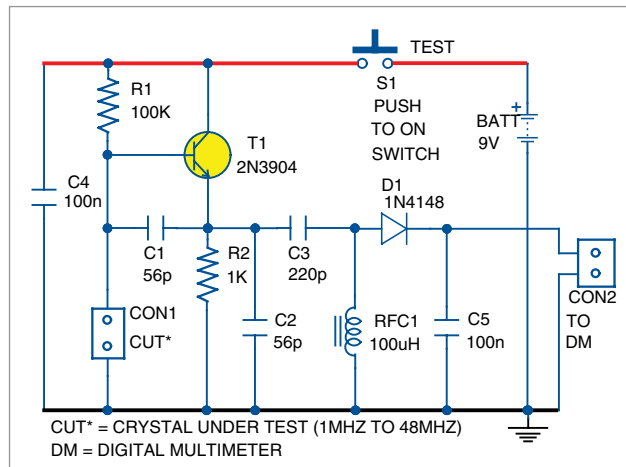 TEST
S1
PUSH
TO ON
SWITCH
+
BATT
9V
R1
100K
T1
2N3904
C4
100n
D1
1N4148
C1
56p
R2
1K
C3
220p
CON1
CUT*
C2
56p
RFC1
100uH
C5
100n
CON2
TO
DM
CUT* = CRYSTAL UNDER TEST (1MHZ TO 48MHZ)
DM = DIGITAL MULTIMETER